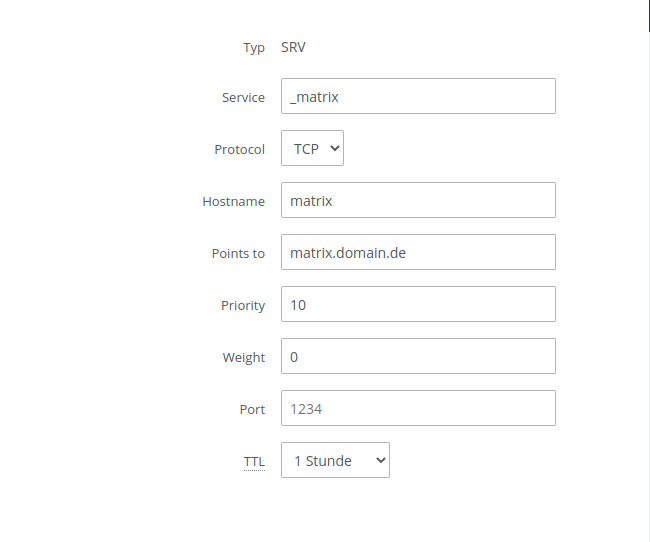 Typ SRV
Service _matrix
Protocol TCP
Hostname matrix
Points to matrix.domain.de
Priority 10
Weight 0
Port 1234
TTL 1 Stunde